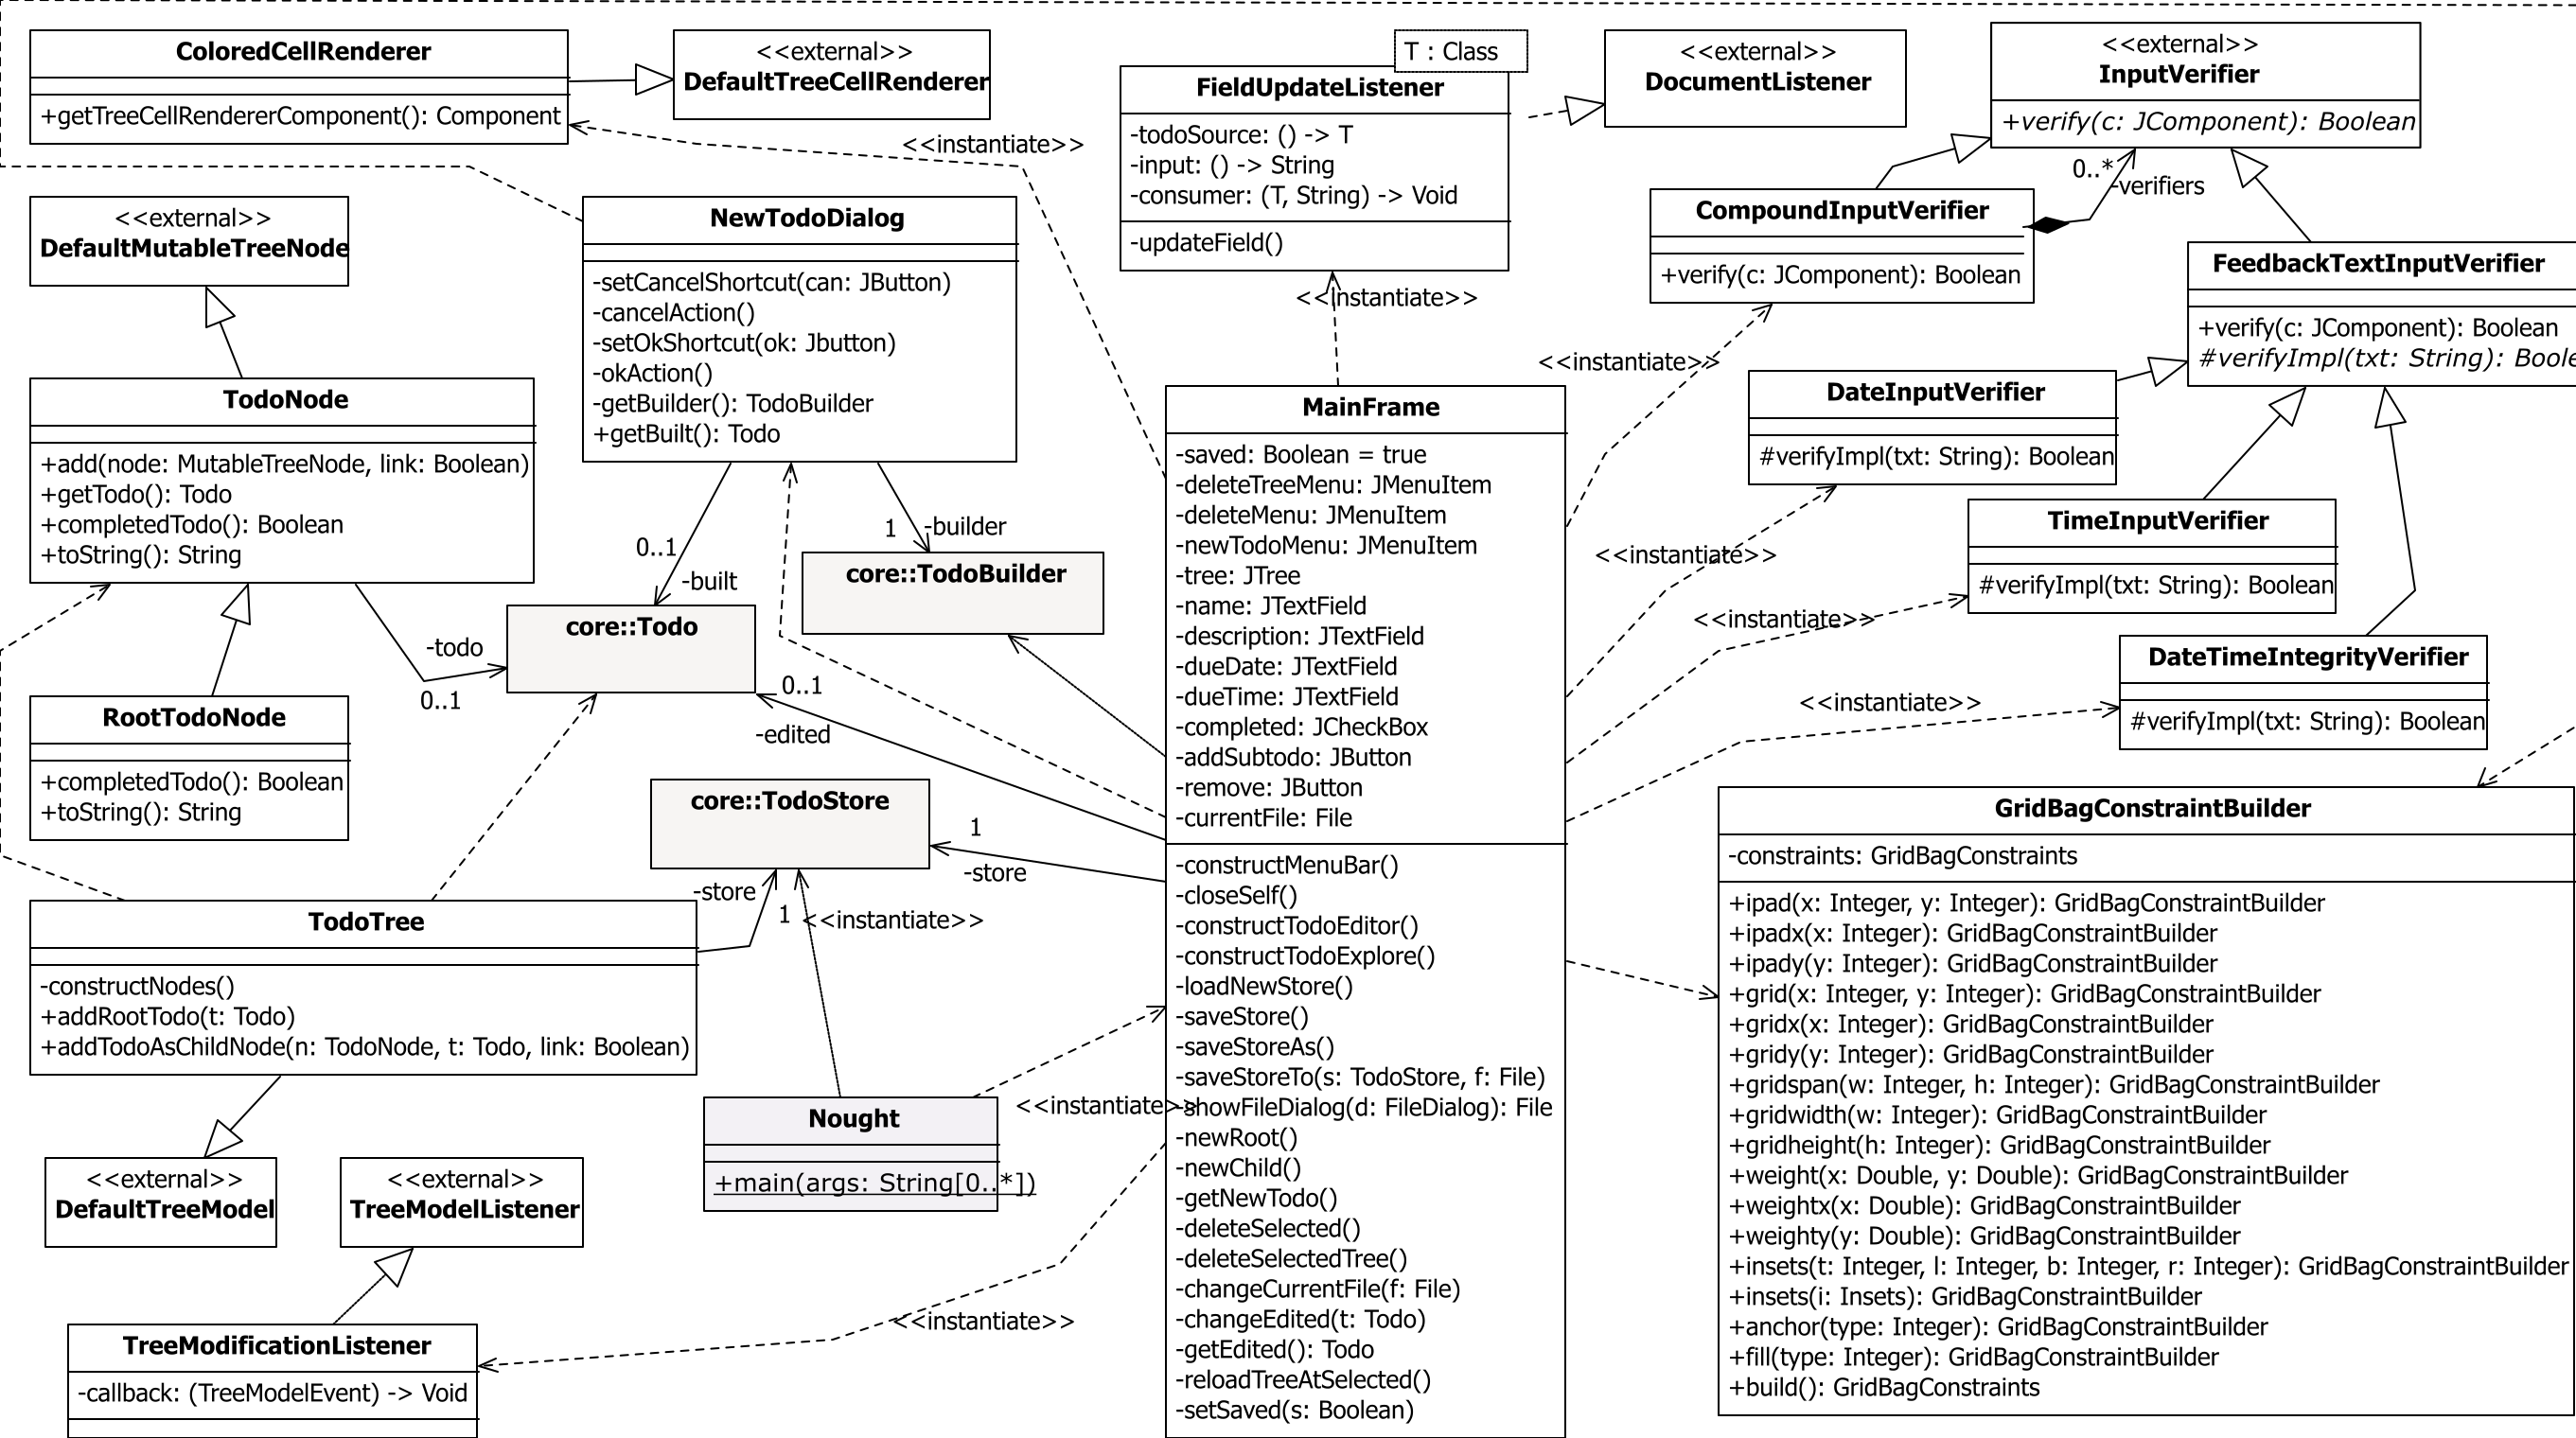 ColoredCellRenderer
+getTreeCellRendererComponent(): Component
<<external>>
DefaultTreeCellRenderer
<<instantiate>>
T : Class
FieldUpdateListener
-todoSource: () -> T
-input: () -> String
-consumer: (T, String) -> Void
-updateField()
<<external>>
DocumentListener
<<external>>
InputVerifier
+verify(c: JComponent): Boolean
0..*
-verifiers
CompoundInputVerifier
+verify(c: JComponent): Boolean
FeedbackTextInputVerifier
+verify(c: JComponent): Boolean
#verifyImpl(txt: String): Boole
<<external>>
DefaultMutableTreeNode
NewTodoDialog
-setCancelShortcut(can: JButton)
-cancelAction()
-setOkShortcut(ok: Jbutton)
-okAction()
-getBuilder(): TodoBuilder
+getBuilt(): Todo
<<instantiate>>
<<instantiate>>
TodoNode
+add(node: MutableTreeNode, link: Boolean)
+getTodo(): Todo
+completedTodo(): Boolean
+toString(): String
DateInputVerifier
#verifyImpl(txt: String): Boolean
<<instantiate>>
TimeInputVerifier
#verifyImpl(txt: String): Boolean
<<instantiate>>
DateTimeIntegrityVerifier
#verifyImpl(txt: String): Boolean
<<instantiate>>
0..1
-built
1
-builder
core::TodoBuilder
core::Todo
-todo
0..1
0..1
-edited
RootTodoNode
+completedTodo(): Boolean
+toString(): String
core::TodoStore
1
-store
-store
1
<<instantiate>>
MainFrame
-saved: Boolean = true
-deleteTreeMenu: JMenuItem
-deleteMenu: JMenuItem
-newTodoMenu: JMenuItem
-tree: JTree
-name: JTextField
-description: JTextField
-dueDate: JTextField
-dueTime: JTextField
-completed: JCheckBox
-addSubtodo: JButton
-remove: JButton
-currentFile: File
-constructMenuBar()
-closeSelf()
-constructTodoEditor()
-constructTodoExplore()
-loadNewStore()
-saveStore()
-saveStoreAs()
-saveStoreTo(s: TodoStore, f: File)
-showFileDialog(d: FileDialog): File
-newRoot()
-newChild()
-getNewTodo()
-deleteSelected()
-deleteSelectedTree()
-changeCurrentFile(f: File)
-changeEdited(t: Todo)
-getEdited(): Todo
-reloadTreeAtSelected()
-setSaved(s: Boolean)
GridBagConstraintBuilder
-constraints: GridBagConstraints
+ipad(x: Integer, y: Integer): GridBagConstraintBuilder
+ipadx(x: Integer): GridBagConstraintBuilder
+ipady(y: Integer): GridBagConstraintBuilder
+grid(x: Integer, y: Integer): GridBagConstraintBuilder
+gridx(x: Integer): GridBagConstraintBuilder
+gridy(y: Integer): GridBagConstraintBuilder
+gridspan(w: Integer, h: Integer): GridBagConstraintBuilder
+gridwidth(w: Integer): GridBagConstraintBuilder
+gridheight(h: Integer): GridBagConstraintBuilder
+weight(x: Double, y: Double): GridBagConstraintBuilder
+weightx(x: Double): GridBagConstraintBuilder
+weighty(y: Double): GridBagConstraintBuilder
+insets(t: Integer, l: Integer, b: Integer, r: Integer): GridBagConstraintBuilder
+insets(i: Insets): GridBagConstraintBuilder
+anchor(type: Integer): GridBagConstraintBuilder
+fill(type: Integer): GridBagConstraintBuilder
+build(): GridBagConstraints
TodoTree
-constructNodes()
+addRootTodo(t: Todo)
+addTodoAsChildNode(n: TodoNode, t: Todo, link: Boolean)
Nought
+main(args: String[0..*])
<<instantiate>>
<<external>>
DefaultTreeModel
<<external>>
TreeModelListener
<<instantiate>>
TreeModificationListener
-callback: (TreeModelEvent) -> Void